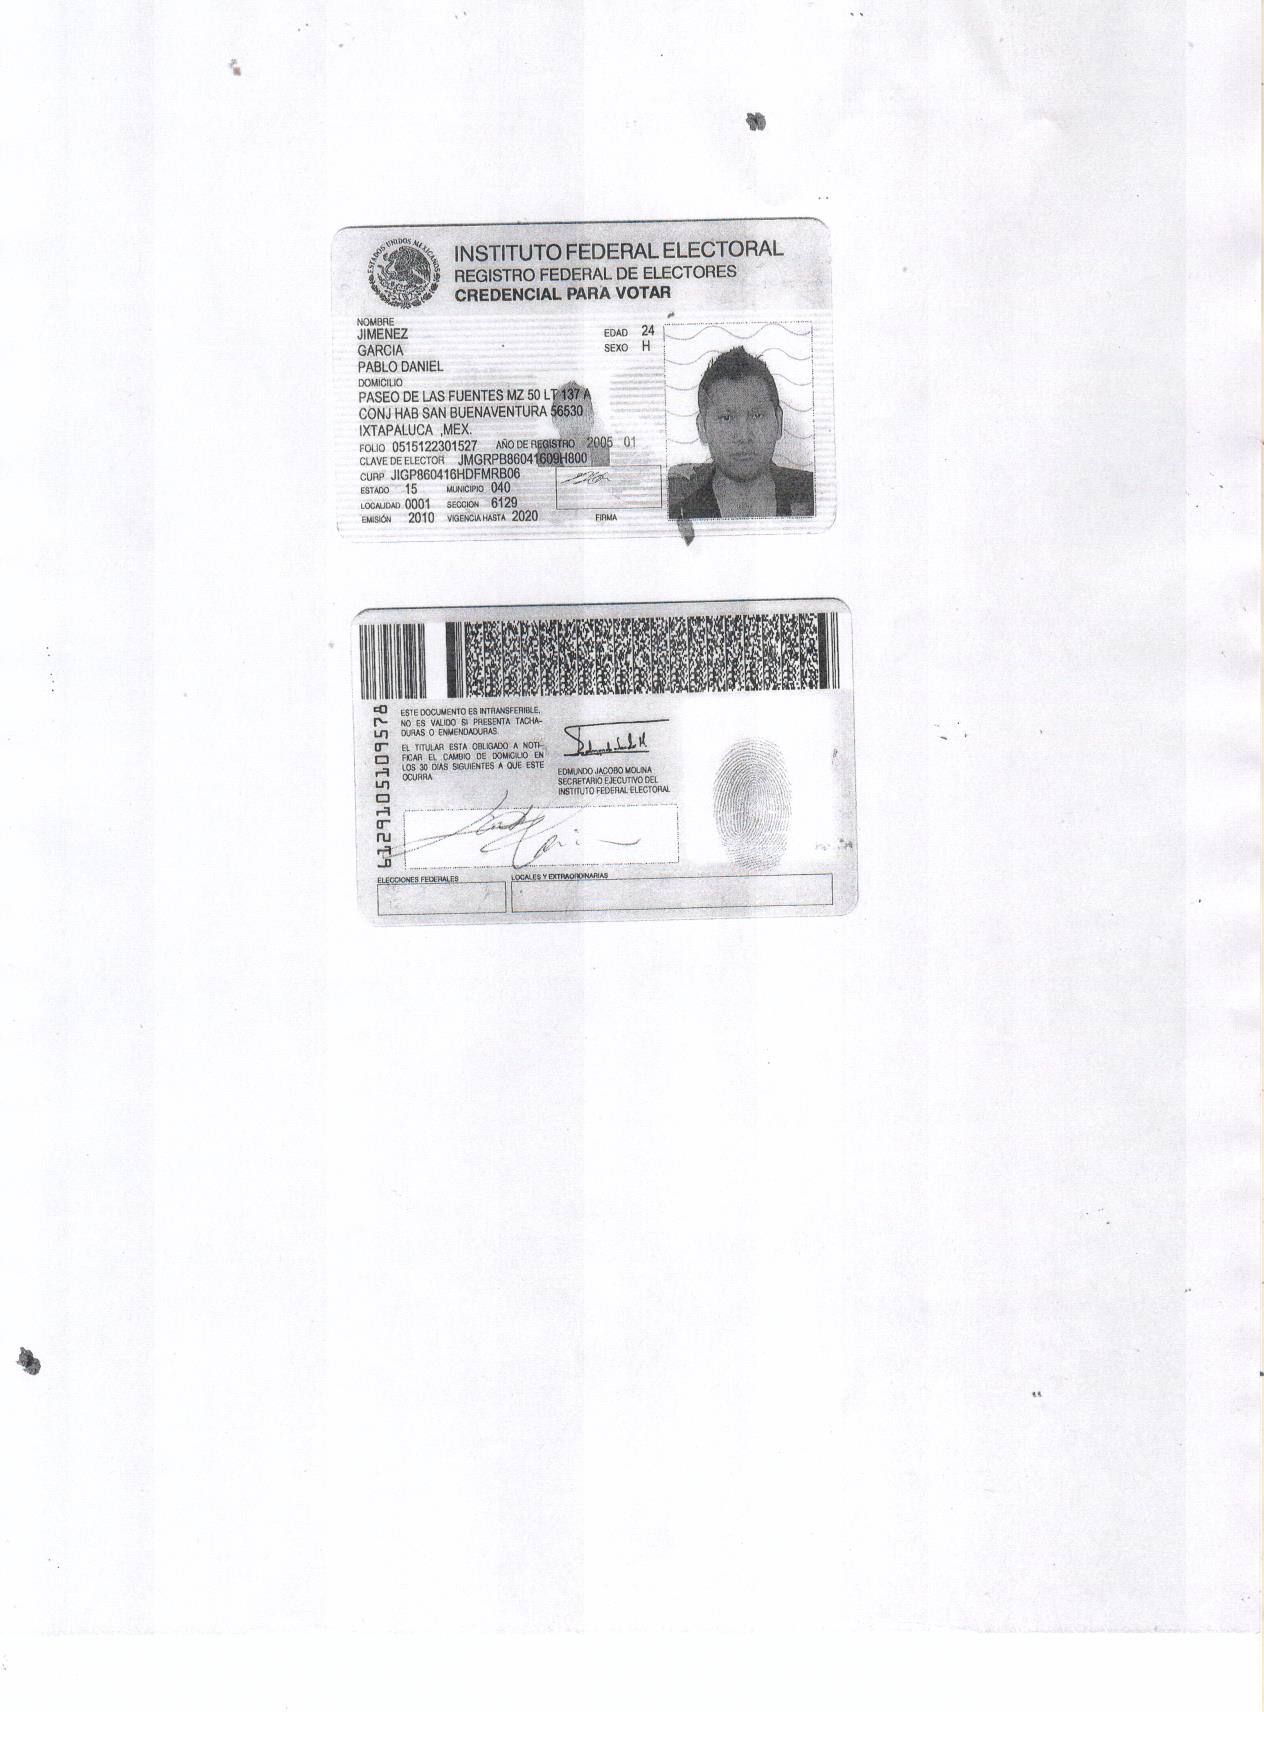 ESTADOS UNIDOS MEXICANOS
INSTITUTO FEDERAL ELECTORAL
REGISTRO FEDERAL DE ELECTORES
CREDENCIAL PARA VOTAR
NOMBRE
JIMENEZ
GARCIA
PABLO DANIEL
EDAD 24
SEXO H
DOMICILIO
PASEO DE LAS FUENTES MZ 50 LT 137 A
CONJ HAB SAN BUENAVENTURA 56530
IXTAPALUCA ,MEX.
FOLIO 0515122301527 AÑO DE REGISTRO 2005 01
CLAVE DE ELECTOR JMGRPB86041609H800
CURP JIGP860416HDFMRB06
ESTADO 15 MUNICIPIO 040
LOCALIDAD 0001 SECCION 6129
EMISIÓN 2010 VIGENCIA HASTA 2020 FIRMA
6129105109578
ESTE DOCUMENTO ES INTRANSFERIBLE,
NO ES VALIDO SI PRESENTA TACHA-
DURAS O ENMENDADURAS.
EL TITULAR ESTA OBLIGADO A NOTI-
FICAR EL CAMBIO DE DOMICILIO EN
LOS 30 DIAS SIGUIENTES A QUE ESTE
OCURRA.
EDMUNDO JACOBO MOLINA
SECRETARIO EJECUTIVO DEL
INSTITUTO FEDERAL ELECTORAL
ELECCIONES FEDERALES
LOCALES Y EXTRAORDINARIAS